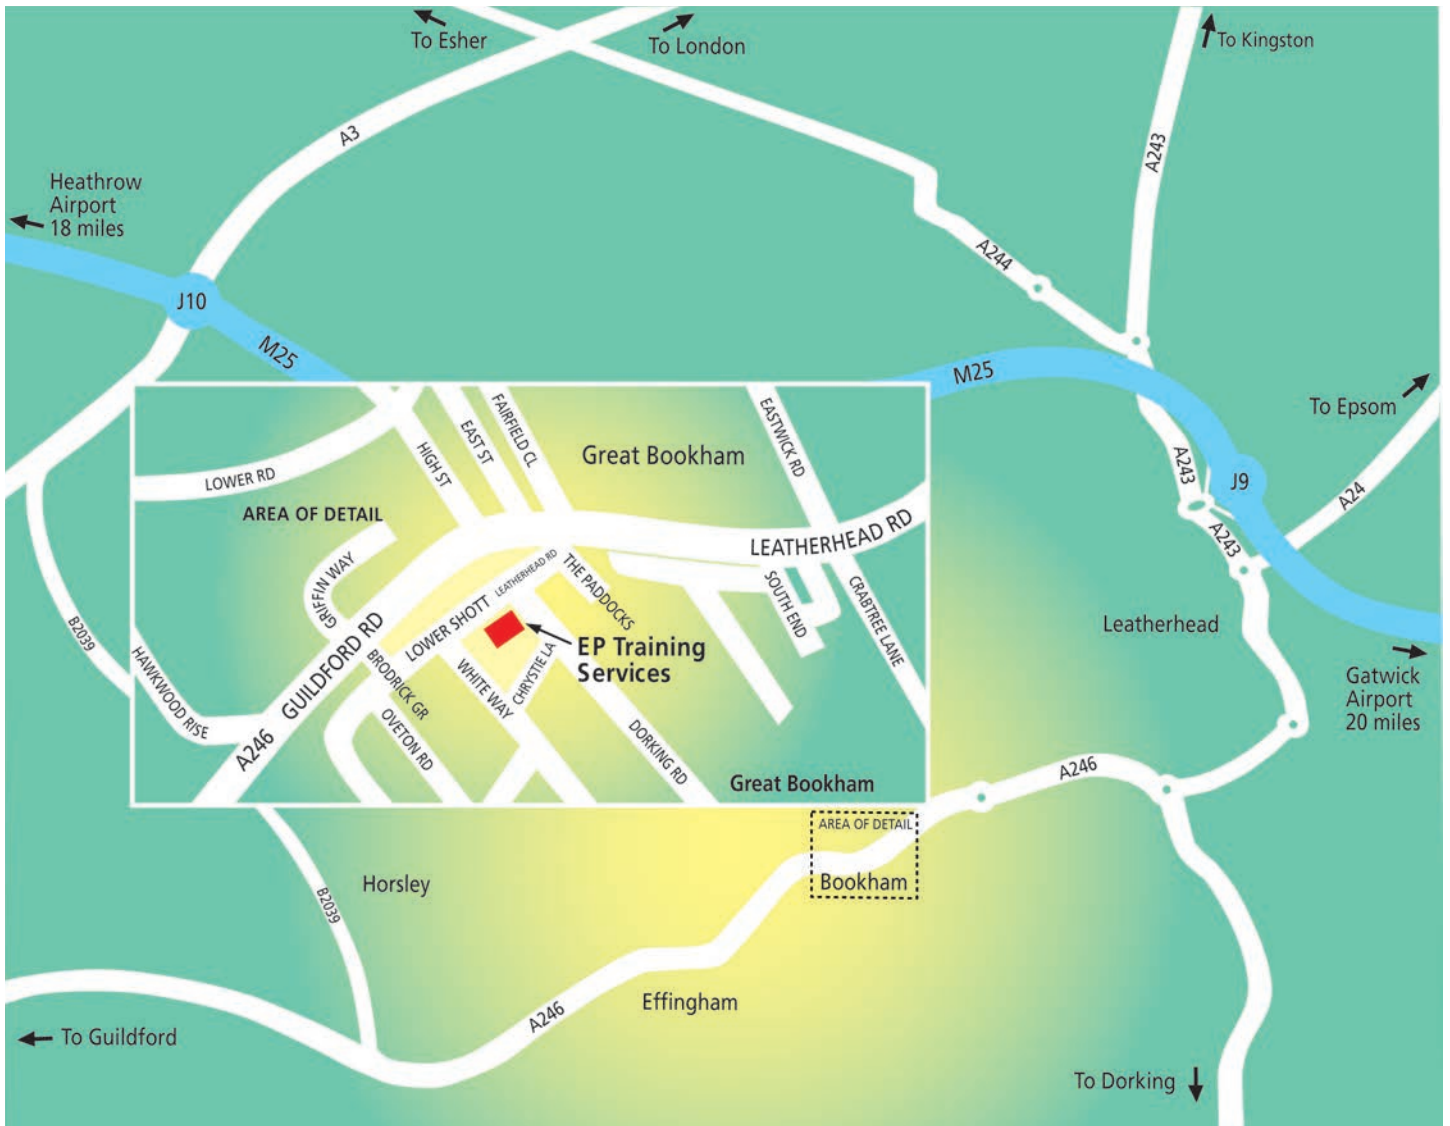 To Esher
To London
To Kingston
A3
A243
Heathrow
Airport
18 miles
A244
J10
M25
M25
To Epsom
A243
J9
A24
A243
FAIRFIELD CL
EAST ST
HIGH ST
EASTWICK RD
Great Bookham
LOWER RD
AREA OF DETAIL
LEATHERHEAD RD
GRIFFIN WAY
LEATHERHEAD RD
THE PADDOCKS
SOUTH END
CRABTREE LANE
LOWER SHOTT
GUILDFORD RD
EP Training
Services
B2039
HAWKWOOD RISE
BRODRICK GR
WHITE WAY
CHRYSTIE LA
OVETON RD
DORKING RD
A246
Great Bookham
Leatherhead
Gatwick
Airport
20 miles
A246
AREA OF DETAIL
Bookham
Horsley
B2039
Effingham
A246
To Guildford
To Dorking